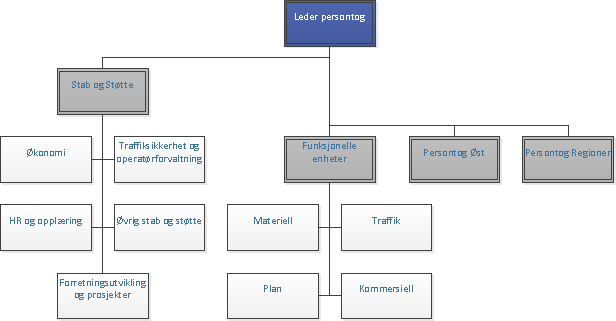 Leder persontog
Stab og Støtte
Økonomi
Traffiksikkerhet og
operatørforvaltning
HR og opplæring
Øvrig stab og støtte
Forretningsutvikling
og prosjekter
Funksjonelle
enheter
Persontog Øst
Persontog Regioner
Materiell
Traffik
Plan
Kommersiell